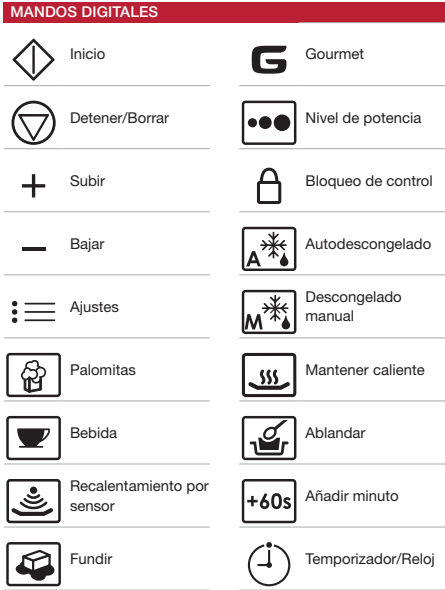 MANDOS DIGITALES
Inicio
G Gourmet
Detener/Borrar
Nivel de potencia
Subir
Bloqueo de control
Bajar
A Autodescongelado
Ajustes
M Descongelado
manual
Palomitas
Mantener caliente
Bebida
Ablandar
Recalentamiento por
sensor
+60s Añadir minuto
Fundir
Temporizador/Reloj